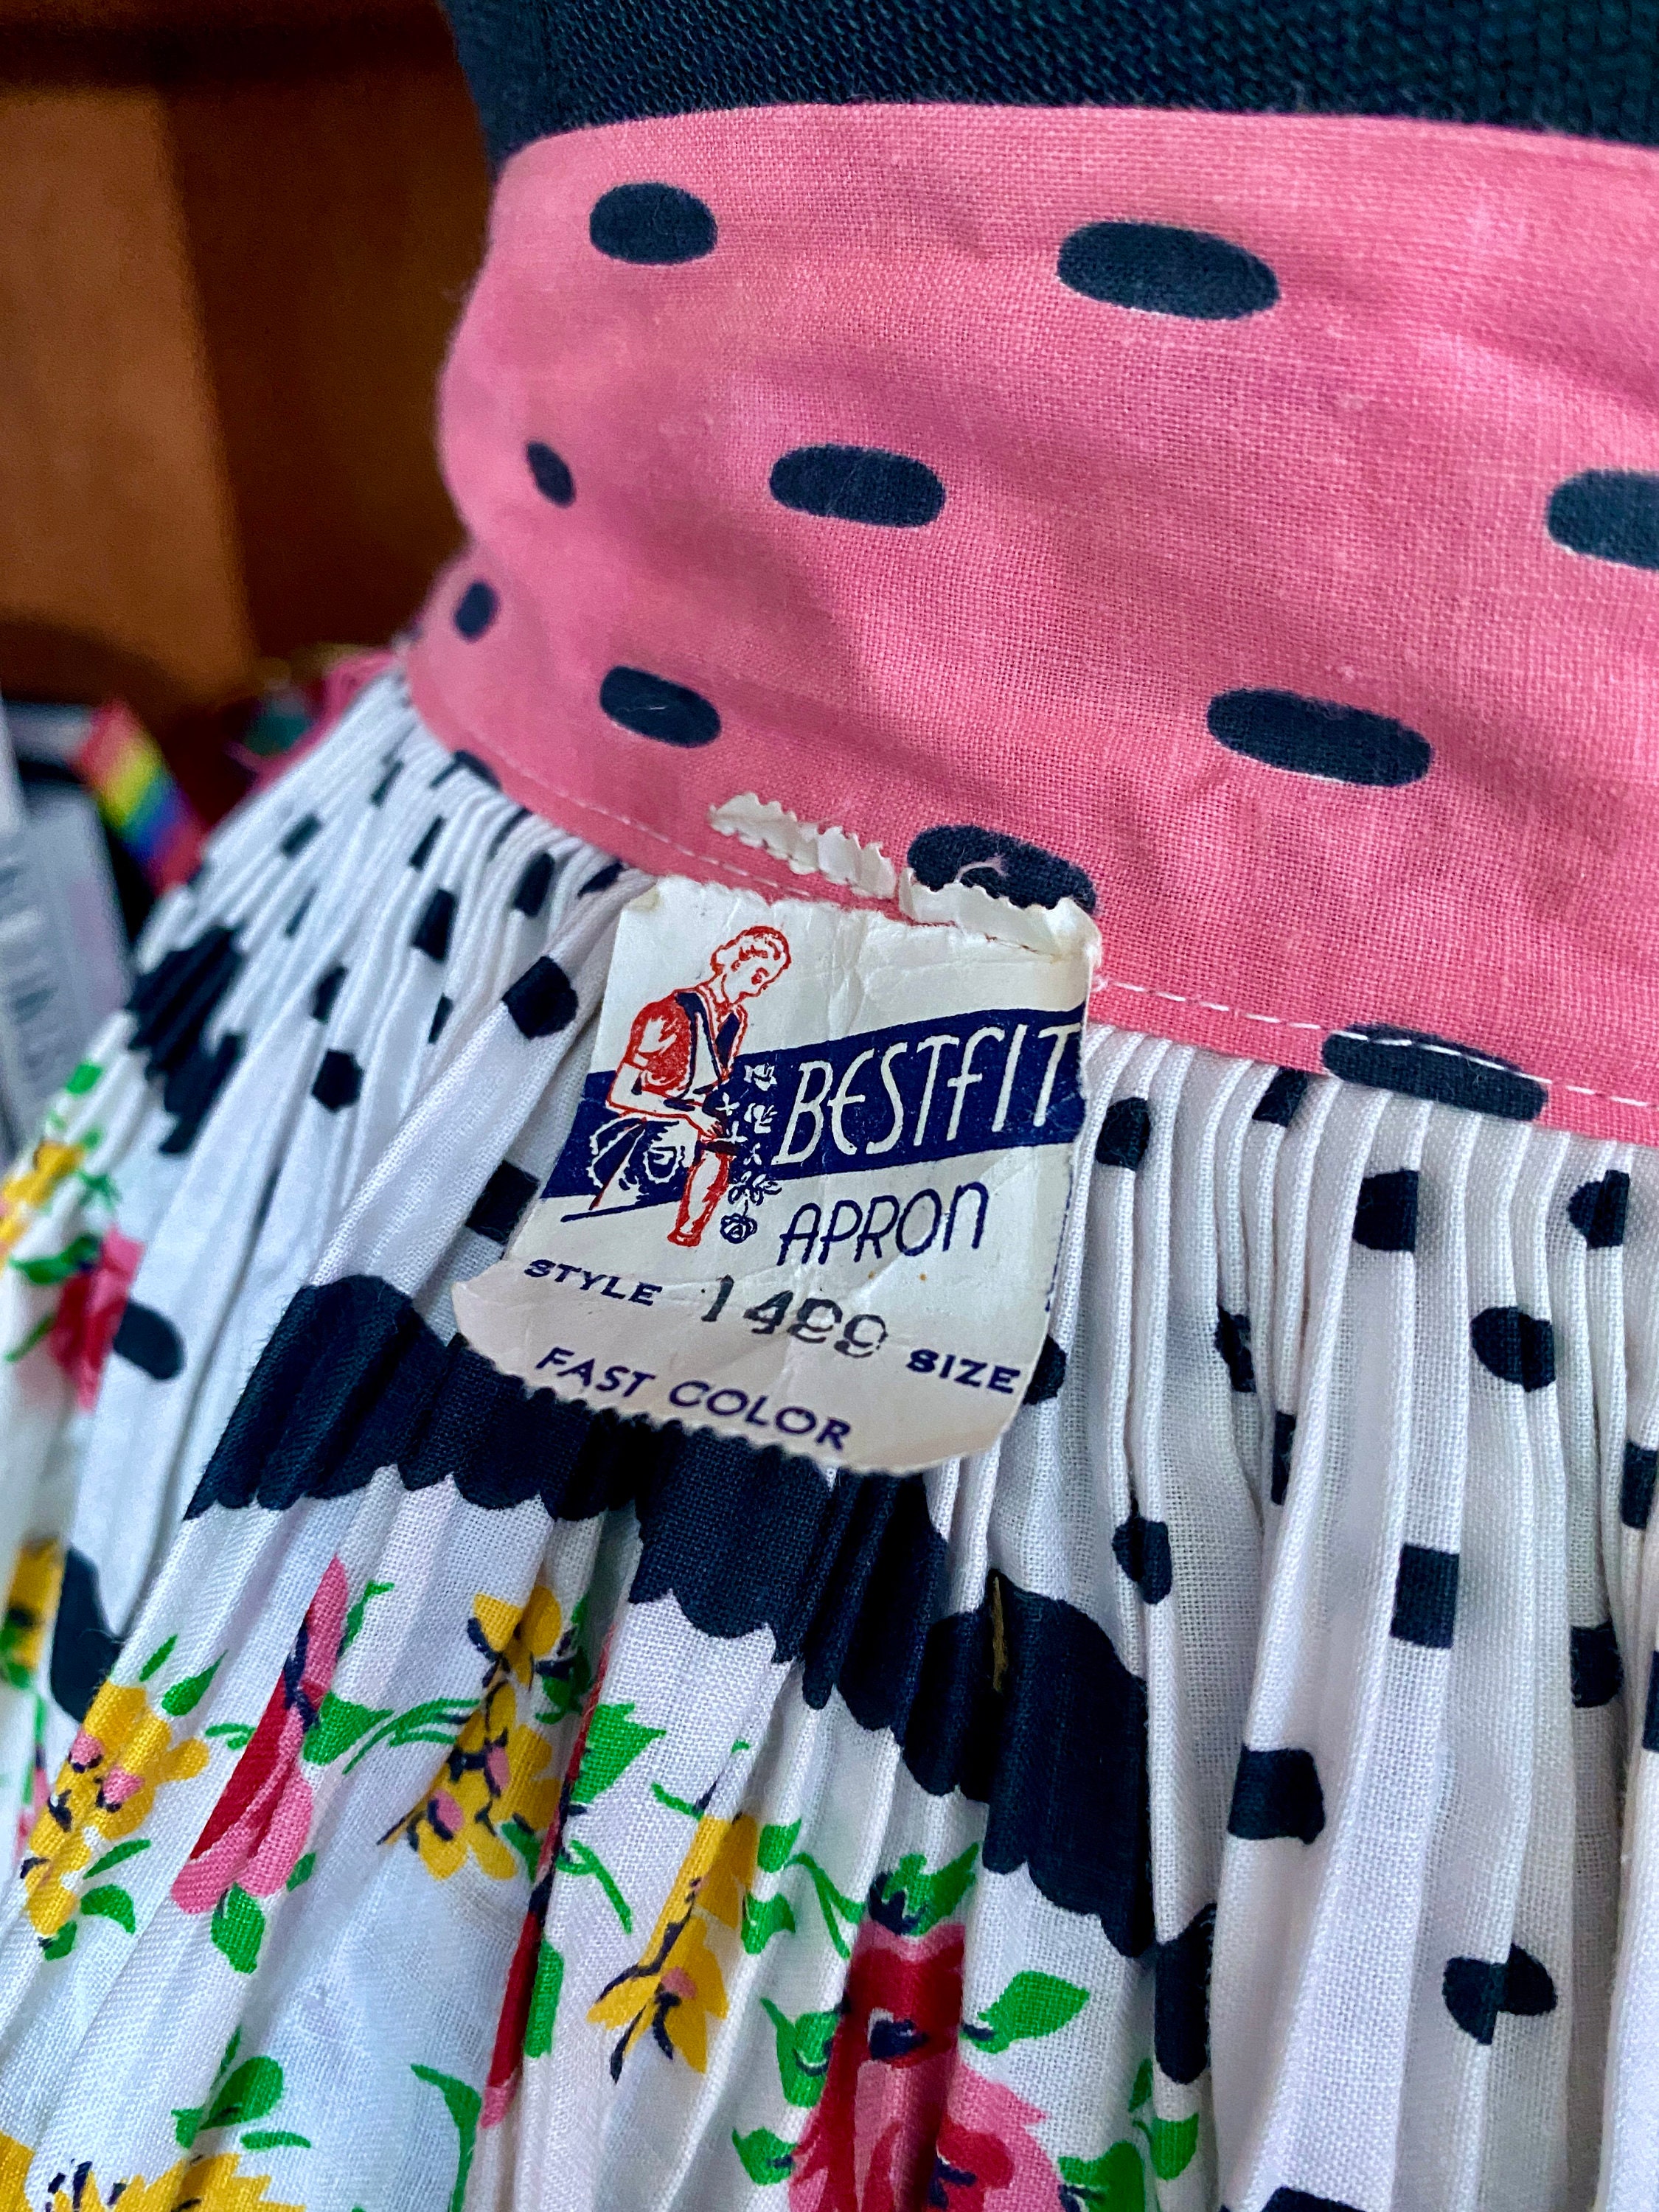 BESTFIT
APRON
STYLE 1499 SIZE
FAST COLOR